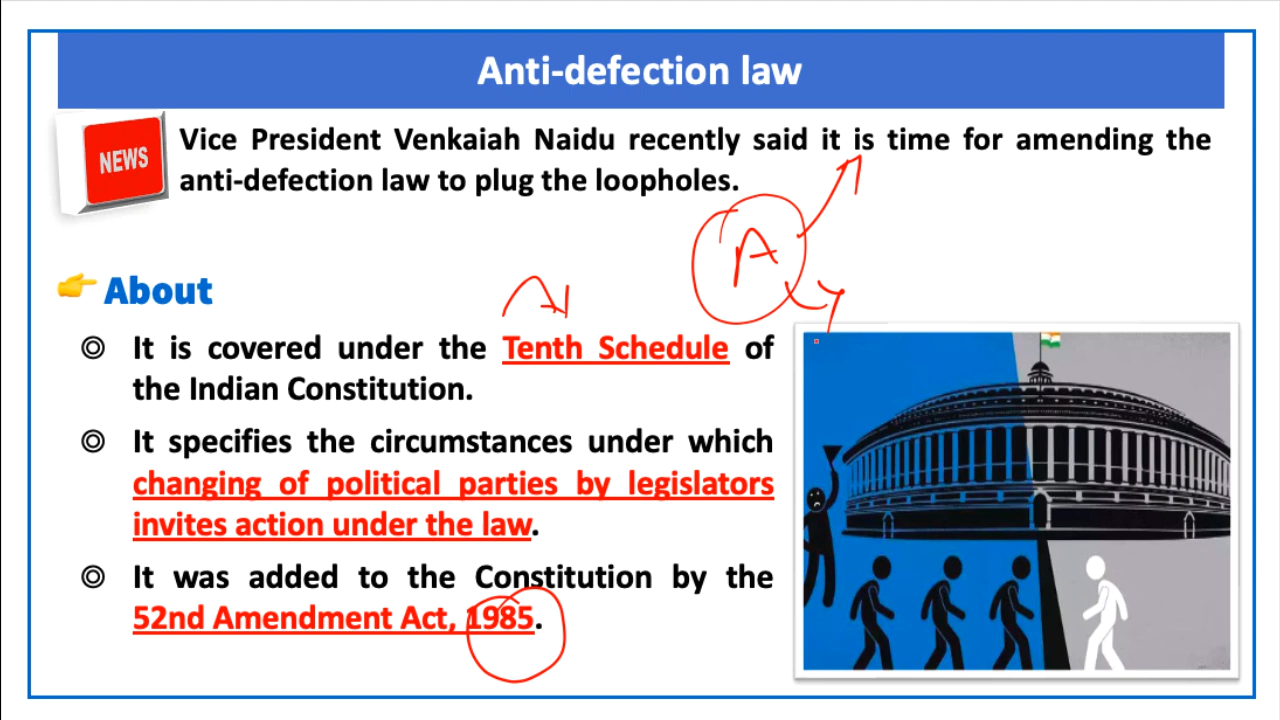 Anti-defection law
NEWS
Vice President Venkaiah Naidu recently said it is time for amending the
anti-defection law to plug the loopholes.
A
About
It is covered under the Tenth Schedule of
the Indian Constitution.
It specifies the circumstances under which
changing of political parties by legislators
invites action under the law.
It was added to the Constitution by the
52nd Amendment Act, 1985.